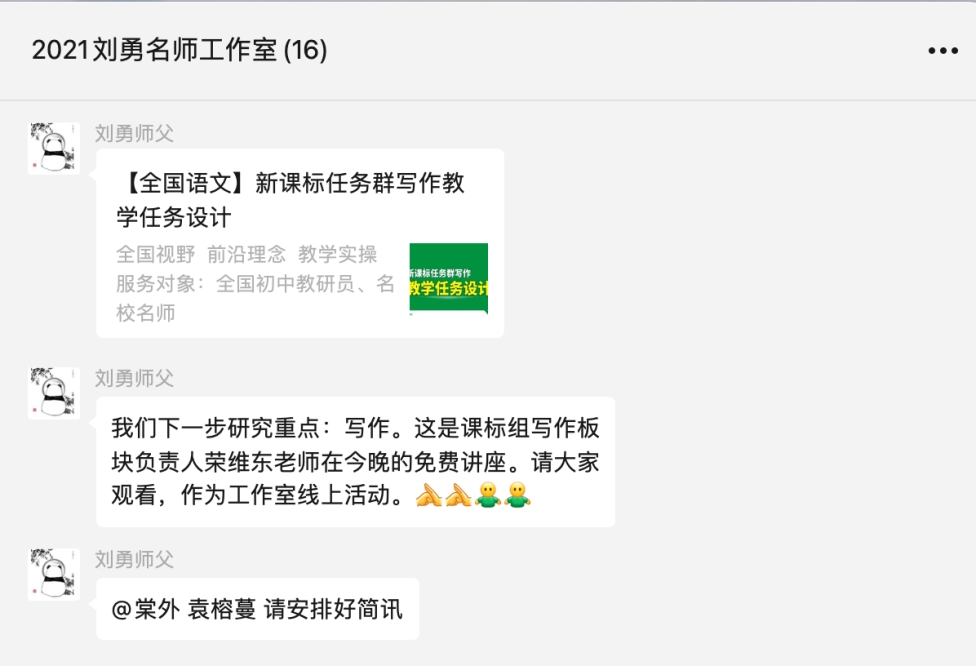 2021刘勇名师工作室(16)
刘勇师父
【全国语文】新课标任务群写作教
学任务设计
全国视野 前沿理念 教学实操
服务对象：全国初中教研员、名
校名师
新课标任务群写作
教学任务设计
刘勇师父
我们下一步研究重点：写作。这是课标组写作板
块负责人荣维东老师在今晚的免费讲座。请大家
观看，作为工作室线上活动。
刘勇师父
@棠外 袁榕蔓 请安排好简讯